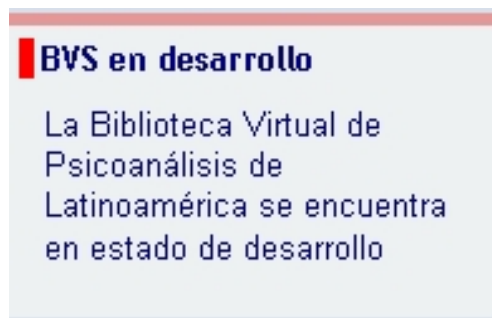 BVS en desarrollo
La Biblioteca Virtual de
Psicoanálisis de
Latinoamérica se encuentra
en estado de desarrollo